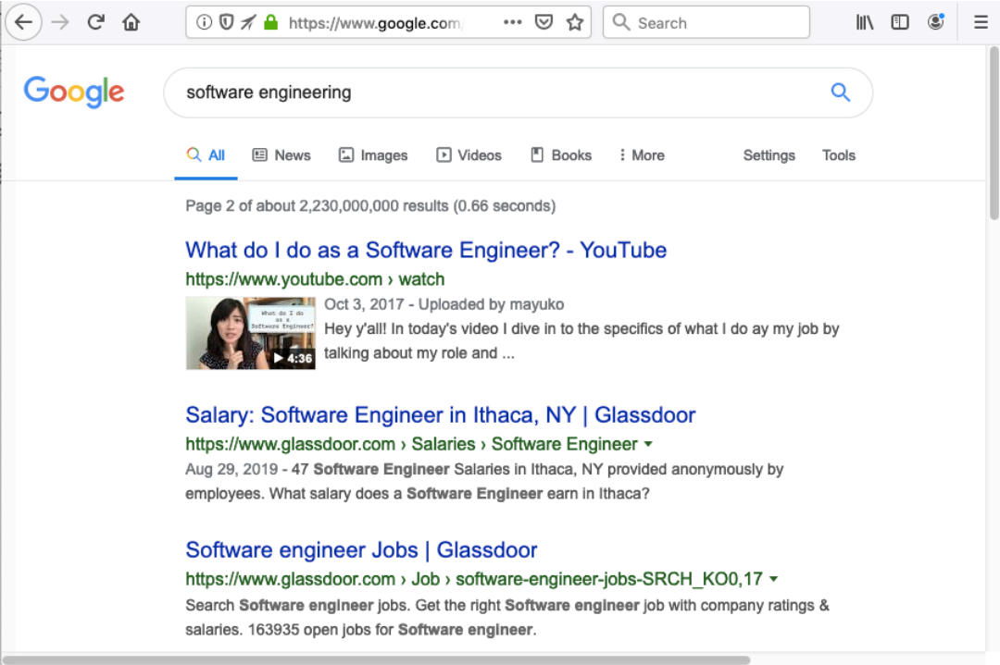 https://www.google.com/
Search
Google
software engineering
All News Images Videos Books More Settings Tools
Page 2 of about 2,230,000,000 results (0.66 seconds)
What do I do as a Software Engineer? - YouTube
https://www.youtube.com › watch
What do I do
as a
Software Engineer?
4:36
Oct 3, 2017 - Uploaded by mayuko
Hey y'all! In today's video I dive in to the specifics of what I do ay my job by
talking about my role and ...
Salary: Software Engineer in Ithaca, NY | Glassdoor
https://www.glassdoor.com › Salaries › Software Engineer
Aug 29, 2019 - 47 Software Engineer Salaries in Ithaca, NY provided anonymously by
employees. What salary does a Software Engineer earn in Ithaca?
Software engineer Jobs | Glassdoor
https://www.glassdoor.com › Job › software-engineer-jobs-SRCH_KO0,17
Search Software engineer jobs. Get the right Software engineer job with company ratings &
salaries. 163935 open jobs for Software engineer.